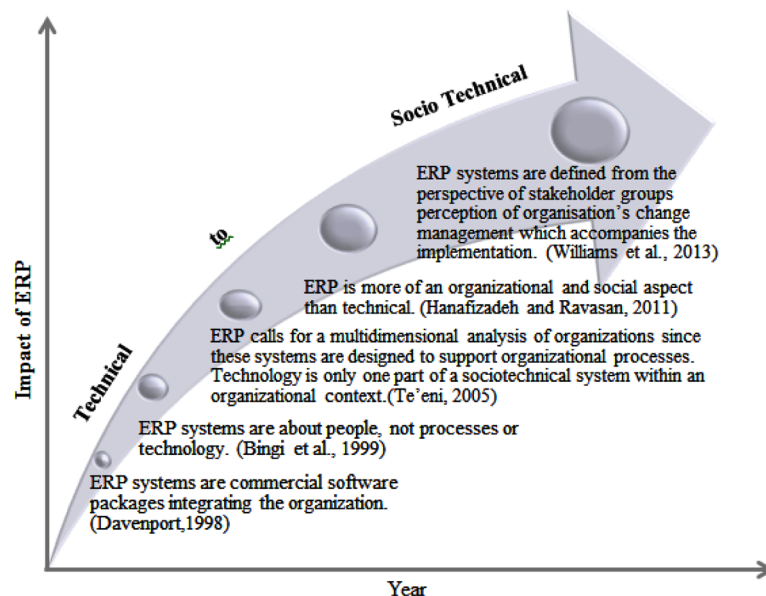 Socio Technical
ERP systems are defined from the
perspective of stakeholder groups
perception of organisation's change
management which accompanies the
implementation. (Williams et al., 2013)
to
ERP is more of an organizational and social aspect
than technical. (Hanafizadeh and Ravasan, 2011)
Impact of ERP
ERP calls for a multidimensional analysis of organizations since
these systems are designed to support organizational processes.
Technology is only one part of a sociotechnical system within an
organizational context.(Te'eni, 2005)
Technical
ERP systems are about people, not processes or
technology. (Bingi et al., 1999)
ERP systems are commercial software
packages integrating the organization.
(Davenport,1998)
Year